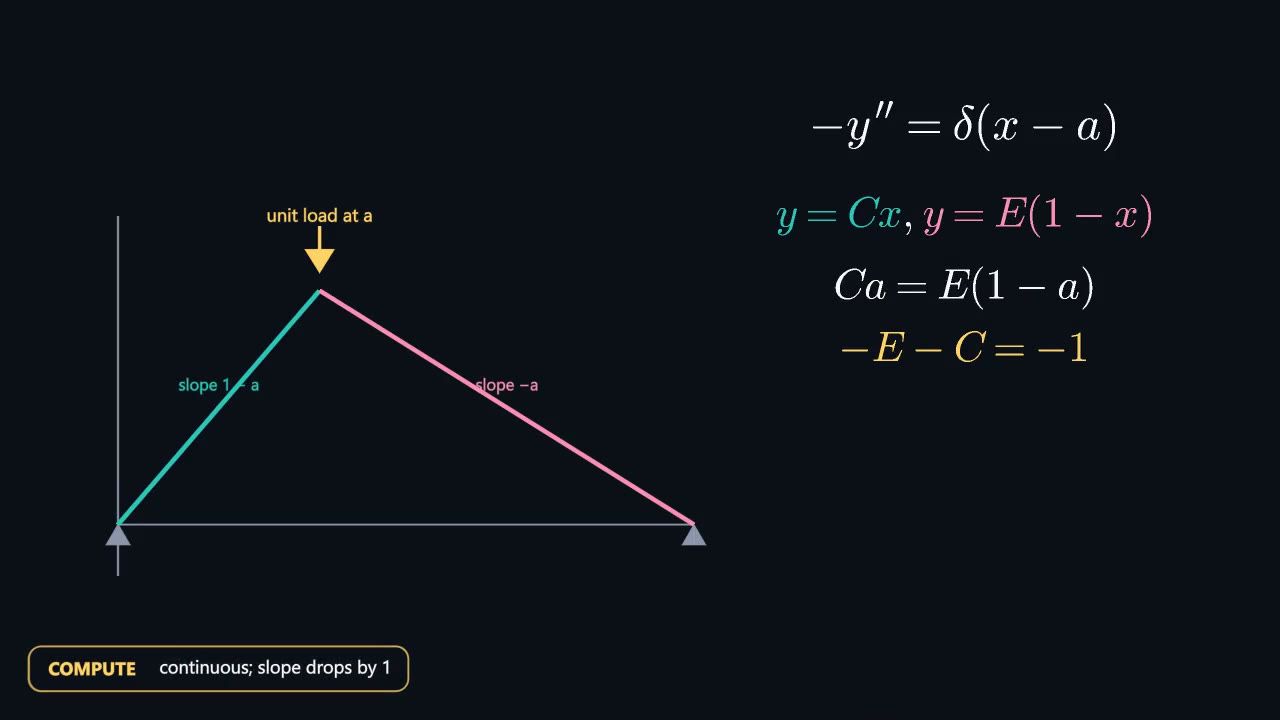 −y″ = δ(x − a)
y = Cx, y = E(1 − x)
Ca = E(1 − a)
−E − C = −1
unit load at a
slope 1 − a
slope −a
COMPUTE continuous; slope drops by 1